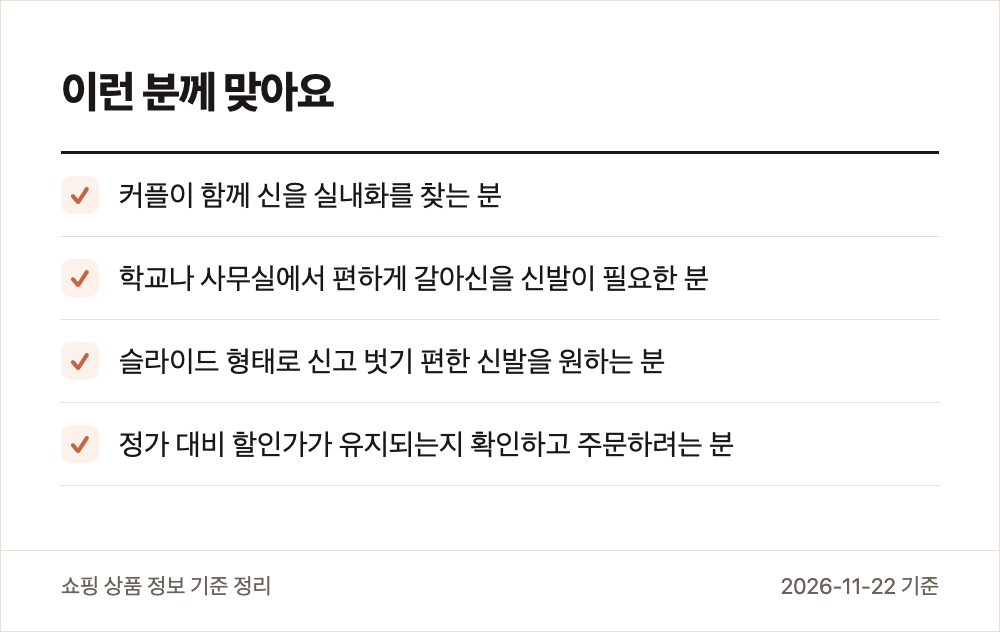 이런 분께 맞아요
커플이 함께 신을 실내화를 찾는 분
학교나 사무실에서 편하게 갈아신을 신발이 필요한 분
슬라이드 형태로 신고 벗기 편한 신발을 원하는 분
정가 대비 할인가가 유지되는지 확인하고 주문하려는 분
쇼핑 상품 정보 기준 정리
2026-11-22 기준